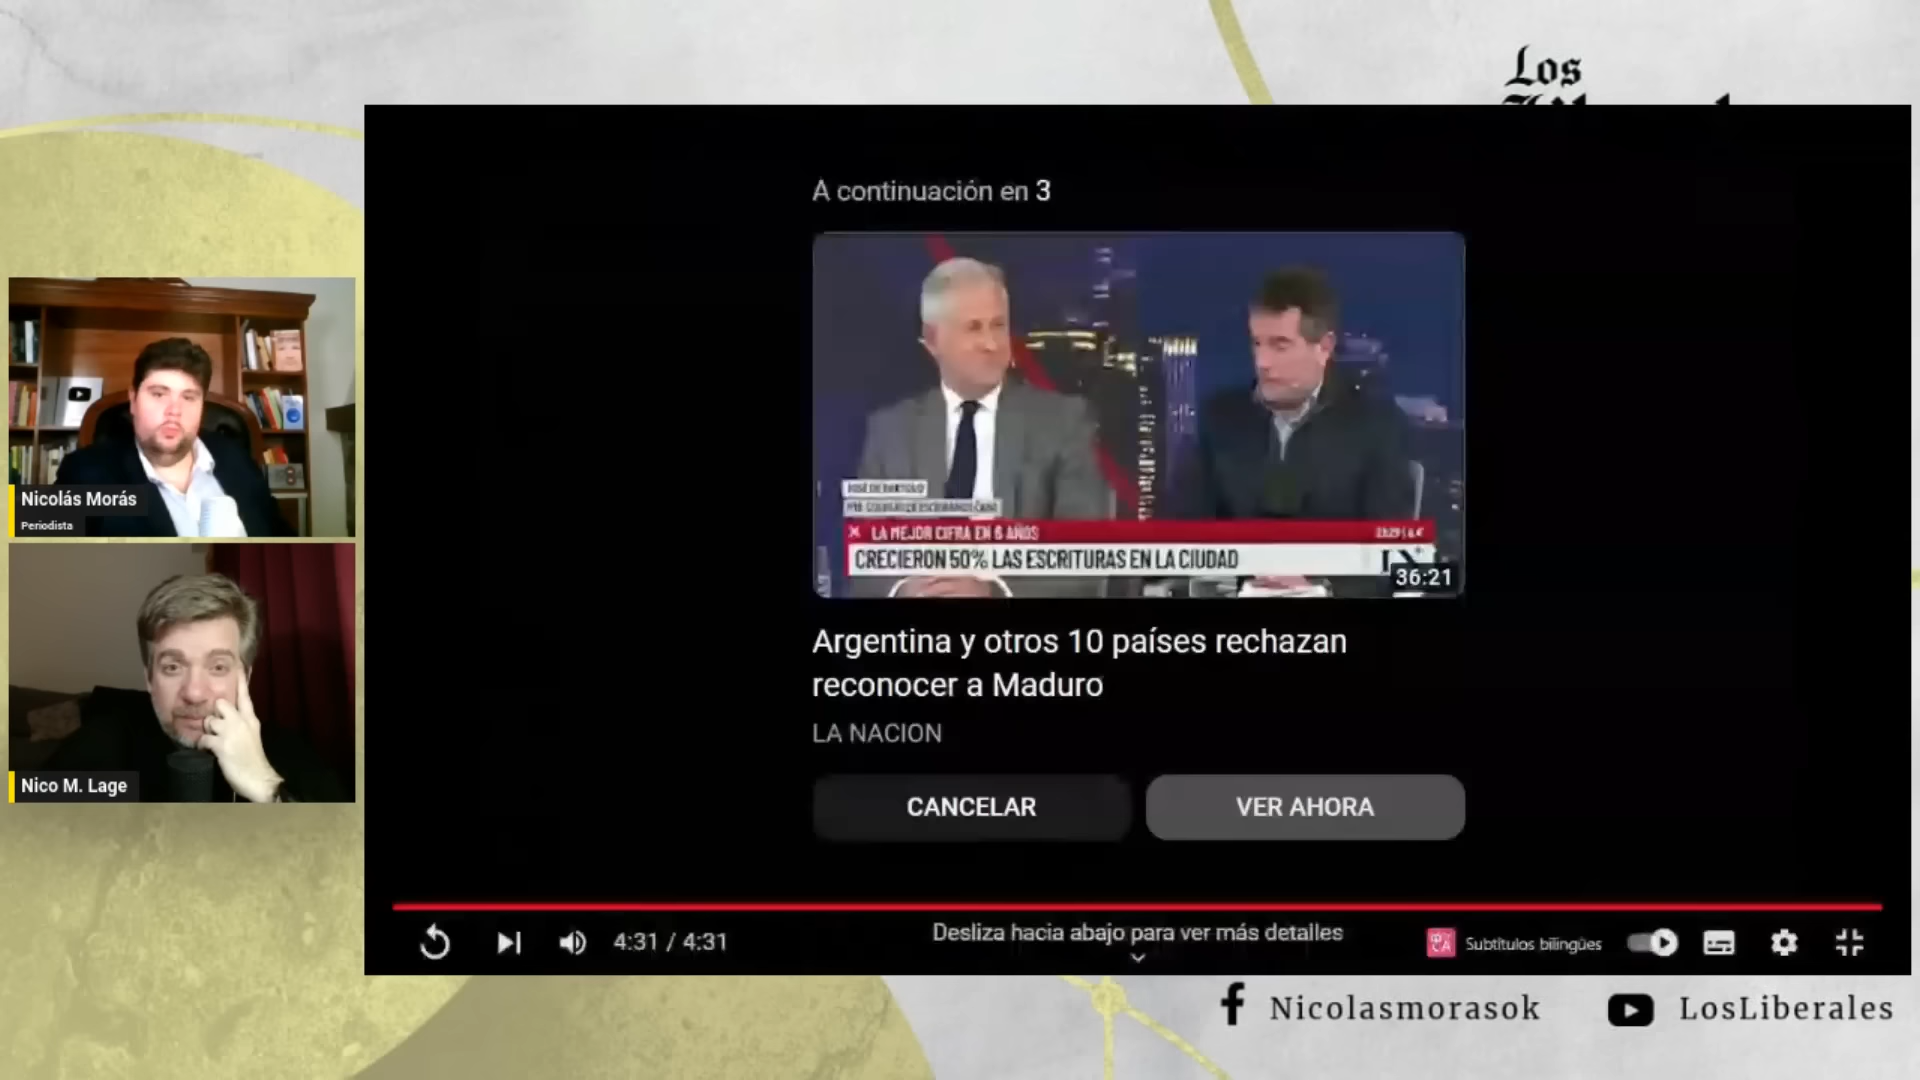 Los
A continuación en 3
LA MEJOR CIFRA EN 6 AÑOS
CRECIERON 50% LAS ESCRITURAS EN LA CIUDAD
36:21
Argentina y otros 10 países rechazan
reconocer a Maduro
LA NACION
CANCELAR
VER AHORA
4:31 / 4:31
Desliza hacia abajo para ver más detalles
Subtítulos bilingües
Nicolás Morás
Periodista
Nico M. Lage
Nicolasmorasok
LosLiberales